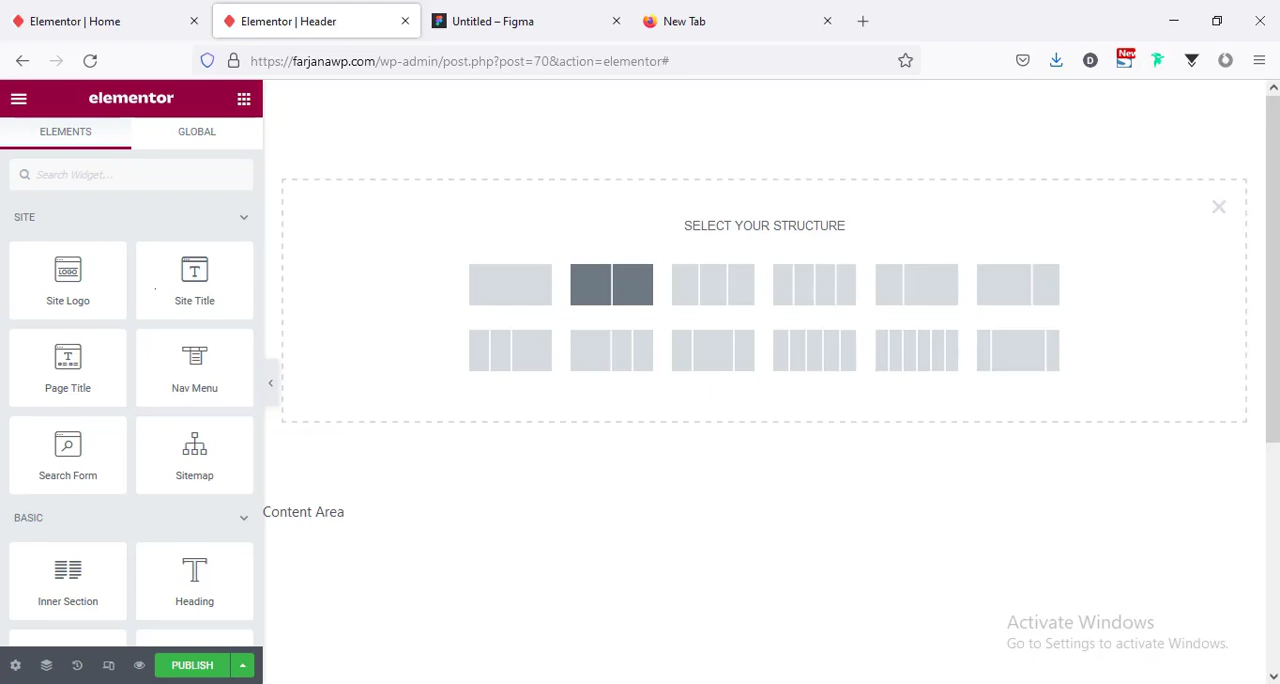 Elementor | Home
Elementor | Header
Untitled – Figma
New Tab
https://farjanawp.com/wp-admin/post.php?post=70&action=elementor#
New
elementor
ELEMENTS
GLOBAL
Search Widget...
SITE
LOGO
Site Logo
Site Title
Page Title
Nav Menu
Search Form
Sitemap
BASIC
Inner Section
Heading
PUBLISH
SELECT YOUR STRUCTURE
Content Area
Activate Windows
Go to Settings to activate Windows.